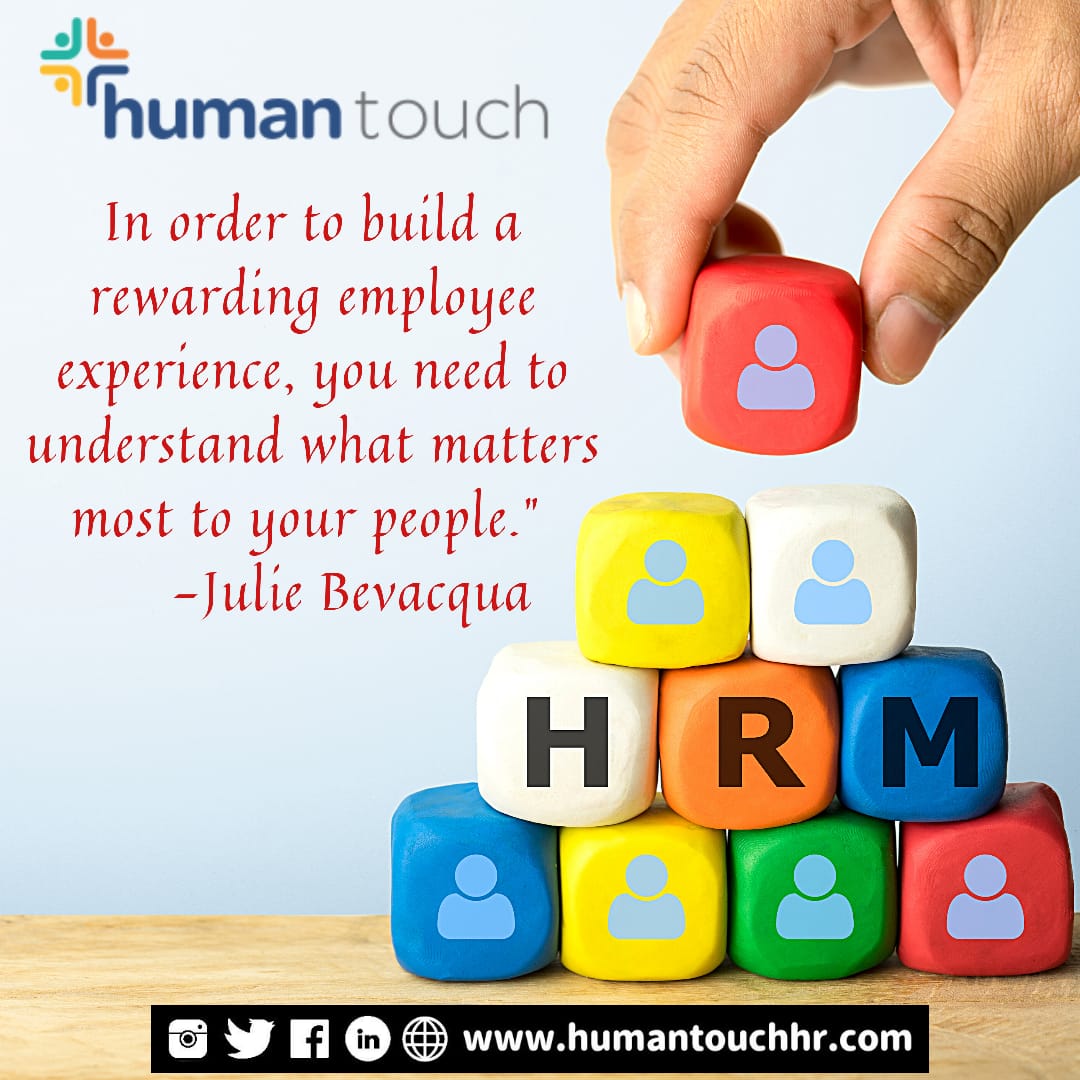 human touch
In order to build a
rewarding employee
experience, you need to
understand what matters
most to your people."
-Julie Bevacqua
H R M
www.humantouchhr.com